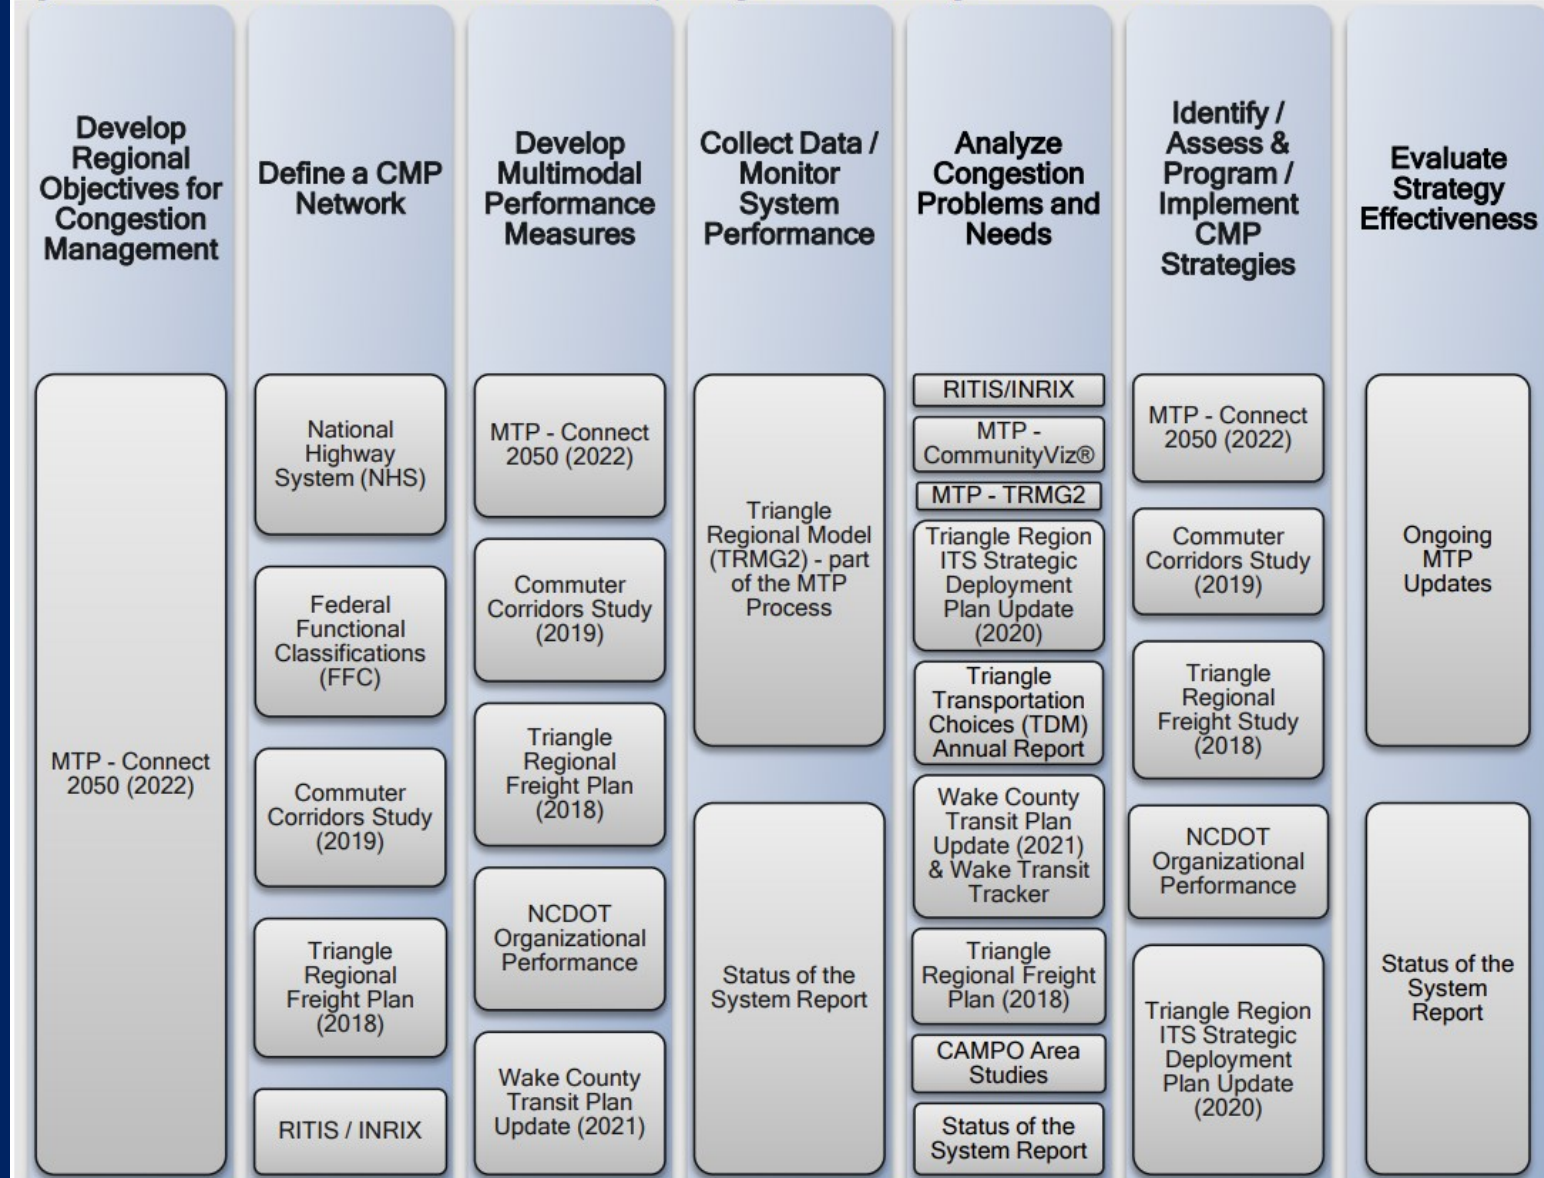 Develop
Regional
Objectives for
Congestion
Management
MTP - Connect
2050 (2022)
Define a CMP
Network
National
Highway
System (NHS)
Federal
Functional
Classifications
(FFC)
Commuter
Corridors Study
(2019)
Triangle
Regional
Freight Plan
(2018)
RITIS / INRIX
Develop
Multimodal
Performance
Measures
MTP - Connect
2050 (2022)
Commuter
Corridors Study
(2019)
Triangle
Regional
Freight Plan
(2018)
NCDOT
Organizational
Performance
Wake County
Transit Plan
Update (2021)
Collect Data /
Monitor
System
Performance
Triangle
Regional Model
(TRMG2) - part
of the MTP
Process
Status of the
System Report
Analyze
Congestion
Problems and
Needs
RITIS/INRIX
MTP -
CommunityViz®
MTP - TRMG2
Triangle Region
ITS Strategic
Deployment
Plan Update
(2020)
Triangle
Transportation
Choices (TDM)
Annual Report
Wake County
Transit Plan
Update (2021)
& Wake Transit
Tracker
Triangle
Regional Freight
Plan (2018)
CAMPO Area
Studies
Status of the
System Report
Identify /
Assess &
Program /
Implement
CMP
Strategies
MTP - Connect
2050 (2022)
Commuter
Corridors Study
(2019)
Triangle
Regional
Freight Study
(2018)
NCDOT
Organizational
Performance
Triangle Region
ITS Strategic
Deployment
Plan Update
(2020)
Evaluate
Strategy
Effectiveness
Ongoing
MTP
Updates
Status of the
System
Report